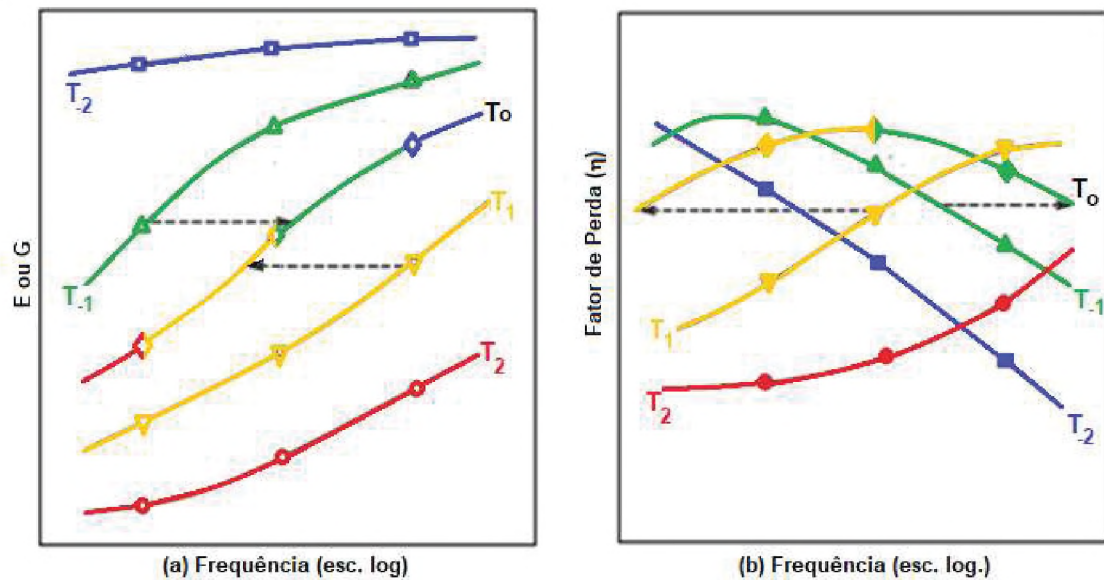 E ou G
T-2
T-1
To
T1
T2
(a) Frequência (esc. log)
Fator de Perda (η)
To
T-1
T1
T2
T-2
(b) Frequência (esc. log.)